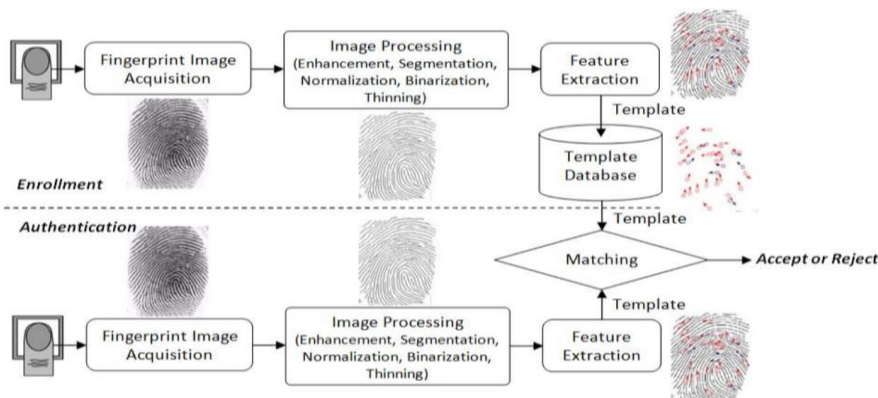 Fingerprint Image
Acquisition
Image Processing
(Enhancement, Segmentation,
Normalization, Binarization,
Thinning)
Feature
Extraction
Template
Template
Database
Enrollment
Authentication
Template
Matching
Accept or Reject
Template
Fingerprint Image
Acquisition
Image Processing
(Enhancement, Segmentation,
Normalization, Binarization,
Thinning)
Feature
Extraction